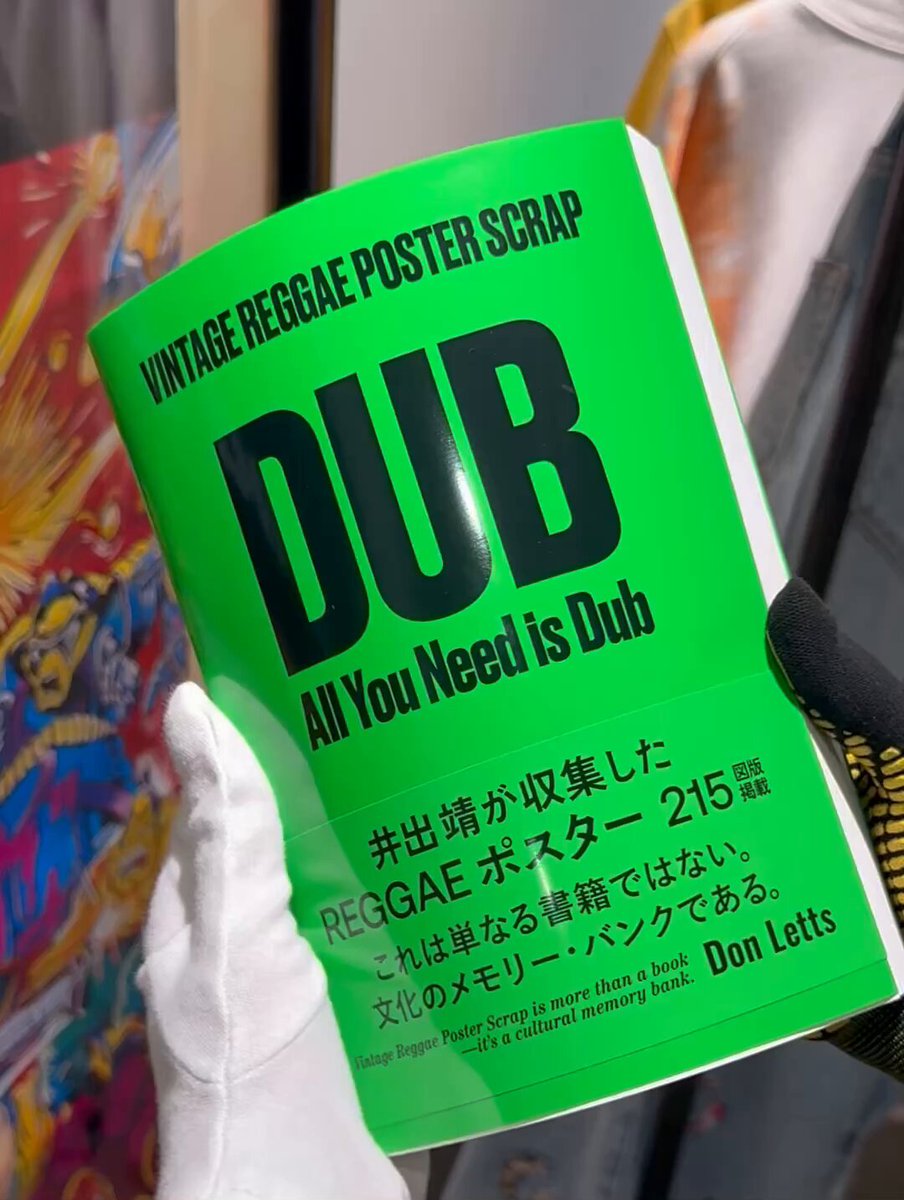 VINTAGE REGGAE POSTER SCRAP
DUB
All You Need is Dub
井出靖が収集した
REGGAE ポスター 215 図版掲載
これは単なる書籍ではない。
文化のメモリー・バンクである。
Vintage Reggae Poster Scrap is more than a book
—it's a cultural memory bank.
Don Letts